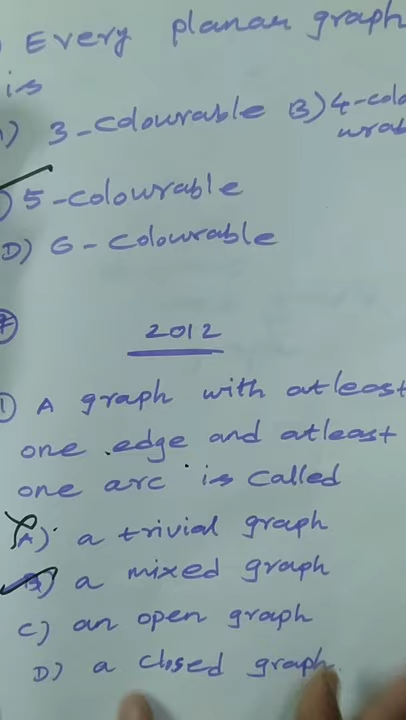 ) Every planar graph
is
A) 3-colourable B) 4-colo
urab
) 5-colourable
D) 6-colourable
2012
① A graph with atleast
one edge and atleast
one arc is called
A) a trivial graph
B) a mixed graph
C) an open graph
D) a closed graph.